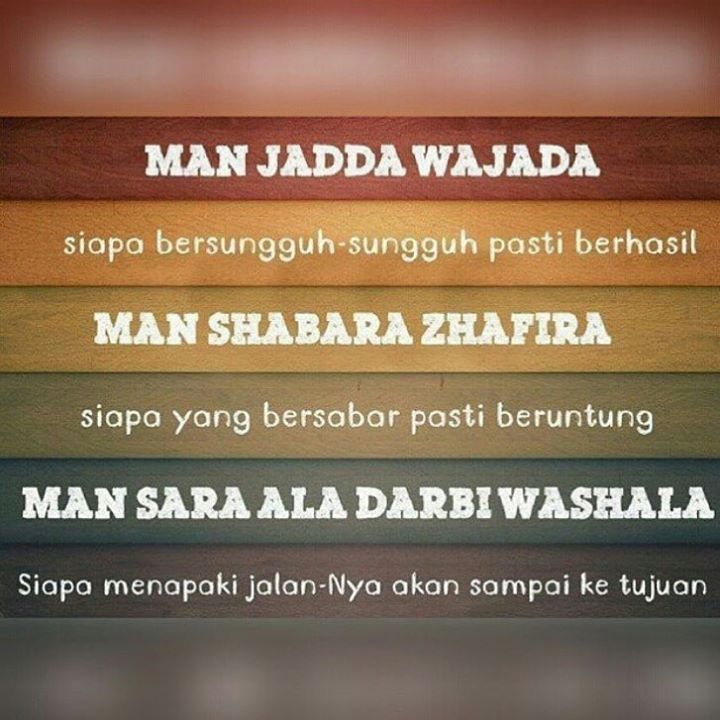 MAN JADDA WAJADA
siapa bersungguh-sungguh pasti berhasil
MAN SHABARA ZHAFIRA
siapa yang bersabar pasti beruntung
MAN SARA ALA DARBI WASHALA
Siapa menapaki jalan-Nya akan sampai ke tujuan